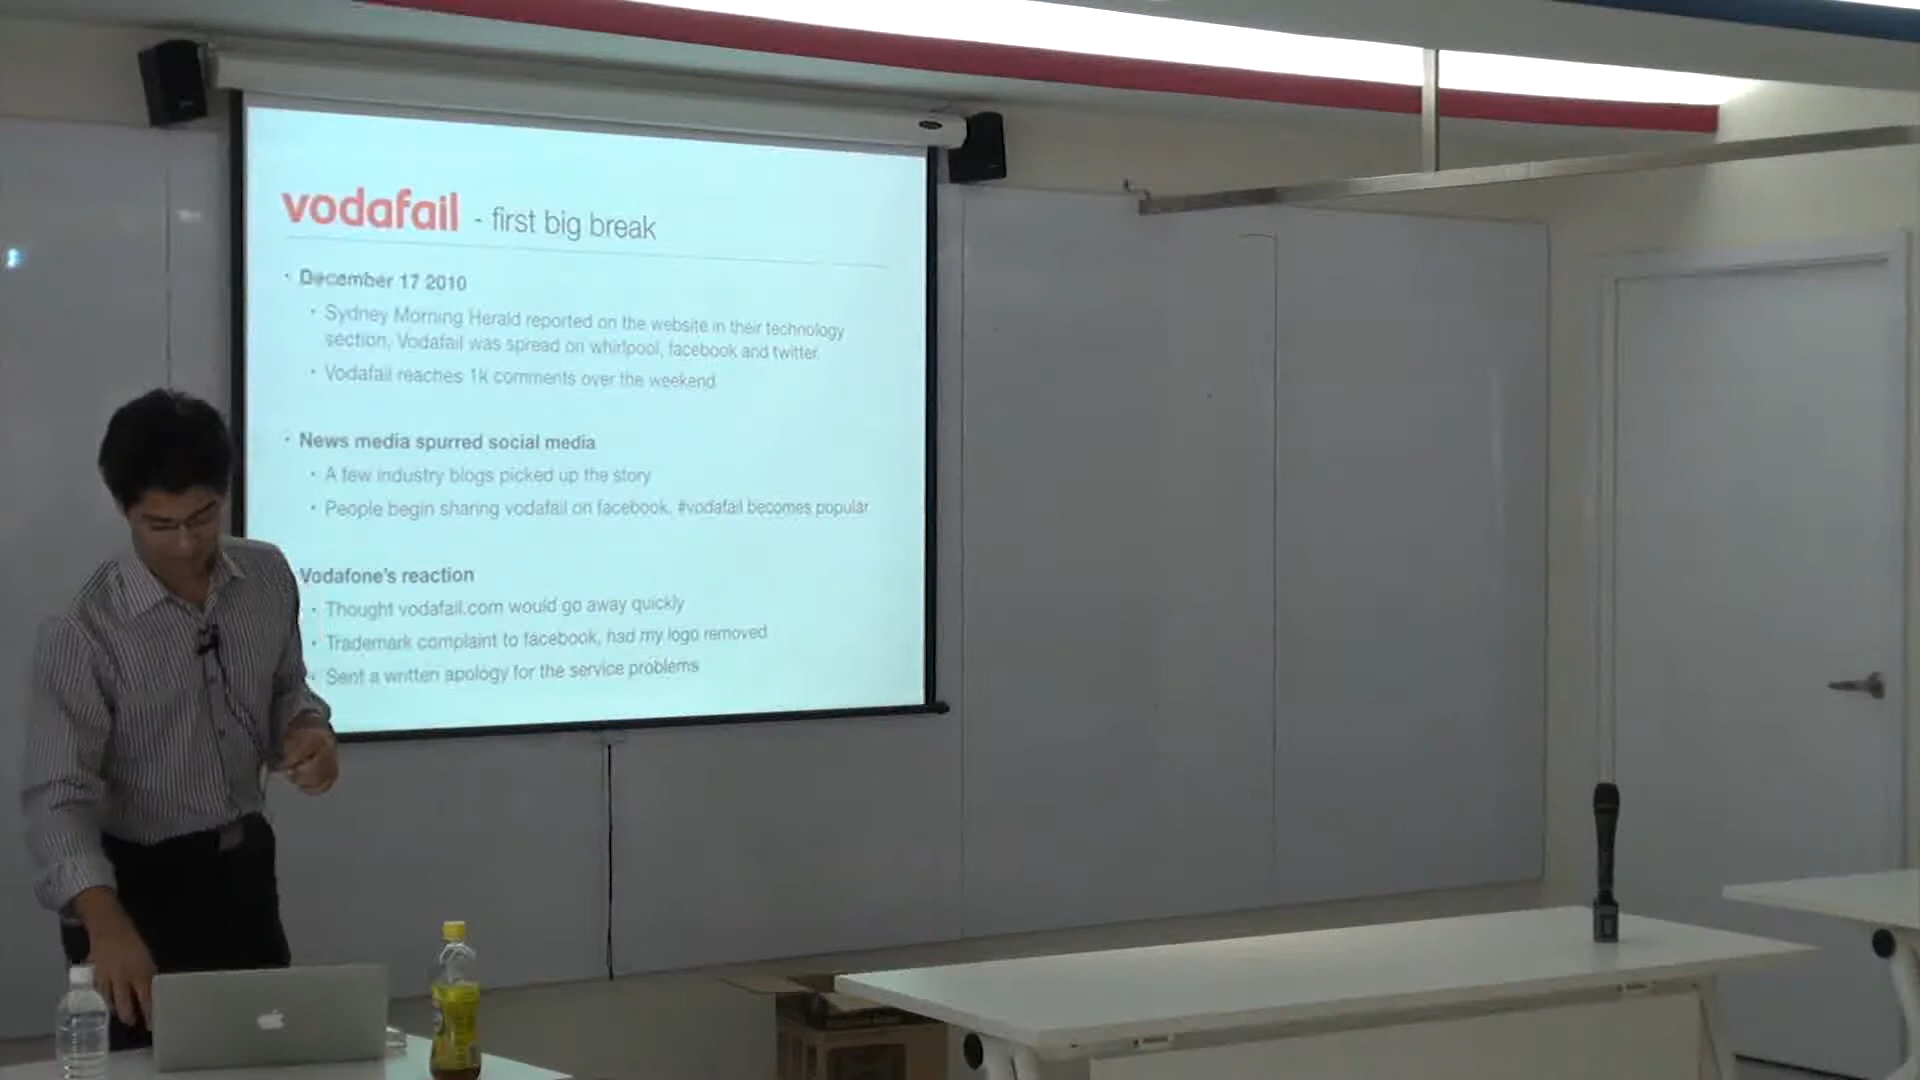 vodafail - first big break
· December 17 2010
· Sydney Morning Herald reported on the website in their technology
section, Vodafail was spread on whirlpool, facebook and twitter.
· Vodafail reaches 1k comments over the weekend
· News media spurred social media
· A few industry blogs picked up the story
· People begin sharing vodafail on facebook, #vodafail becomes popular
Vodafone's reaction
· Thought vodafail.com would go away quickly
· Trademark complaint to facebook, had my logo removed
· Sent a written apology for the service problems